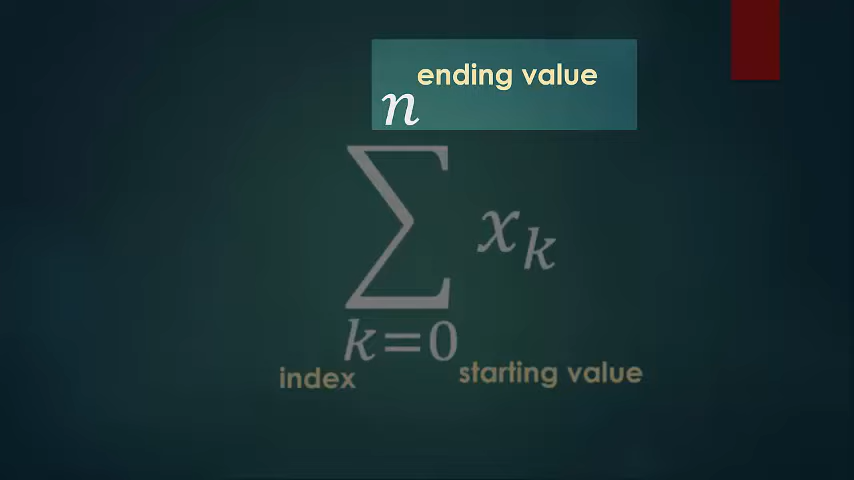 ending value
n
∑ x_k
k=0
index starting value